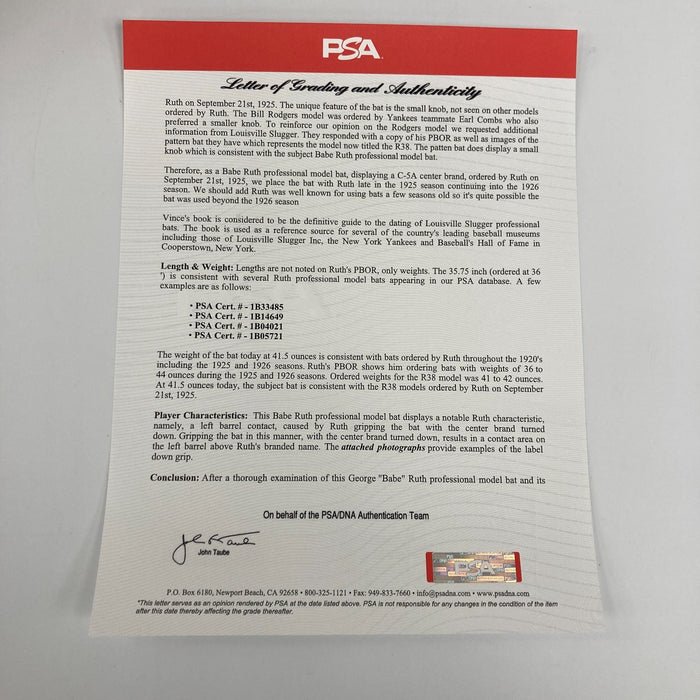 PSA
Letter of Grading and Authenticity
Ruth on September 21st, 1925. The unique feature of the bat is the small knob, not seen on other models
ordered by Ruth. The Bill Rodgers model was ordered by Yankees teammate Earl Combs who also
preferred a smaller knob. To reinforce our opinion on the Rodgers model we requested additional
information from Louisville Slugger. They responded with a copy of his PBOR as well as images of the
pattern bat they have which represents the model now titled the R38. The patten bat does display a small
knob which is consistent with the subject Babe Ruth professional model bat.
Therefore, as a Babe Ruth professional model bat, displaying a C-5A center brand, ordered by Ruth on
September 21st, 1925, we place the bat with Ruth late in the 1925 season continuing into the 1926
season. We should add Ruth was well known for using bats a few seasons old so it's quite possible the
bat was used beyond the 1926 season
Vince's book is considered to be the definitive guide to the dating of Louisville Slugger professional
bats. The book is used as a reference source for several of the country's leading baseball museums
including those of Louisville Slugger Inc, the New York Yankees and Baseball's Hall of Fame in
Cooperstown, New York.
Length & Weight: Lengths are not noted on Ruth's PBOR, only weights. The 35.75 inch (ordered at 36
") is consistent with several Ruth professional model bats appearing in our PSA database. A few
examples are as follows:
• PSA Cert. # - 1B33485
• PSA Cert. # - 1B14649
• PSA Cert. # - 1B04021
• PSA Cert. # - 1B05721
The weight of the bat today at 41.5 ounces is consistent with bats ordered by Ruth throughout the 1920's
including the 1925 and 1926 seasons. Ruth's PBOR shows him ordering bats with weights of 36 to
44 ounces during the 1925 and 1926 seasons. Ordered weights for the R38 model were 41 to 42 ounces.
At 41.5 ounces today, the subject bat is consistent with the R38 models ordered by Ruth on September
21st, 1925.
Player Characteristics: This Babe Ruth professional model bat displays a notable Ruth characteristic,
namely, a left barrel contact, caused by Ruth gripping the bat with the center brand turned
down. Gripping the bat in this manner, with the center brand turned down, results in a contact area on
the left barrel above Ruth's branded name. The attached photographs provide examples of the label
down grip.
Conclusion: After a thorough examination of this George "Babe" Ruth professional model bat and its
On behalf of the PSA/DNA Authentication Team
John Taube
P.O. Box 6180, Newport Beach, CA 92658 • 800-325-1121 • Fax: 949-833-7660 • info@psadna.com • www.psadna.com
"This letter serves as an opinion rendered by PSA at the date listed above. PSA is not responsible for any changes in the condition of the item
after this date thereby affecting the grade thereafter.